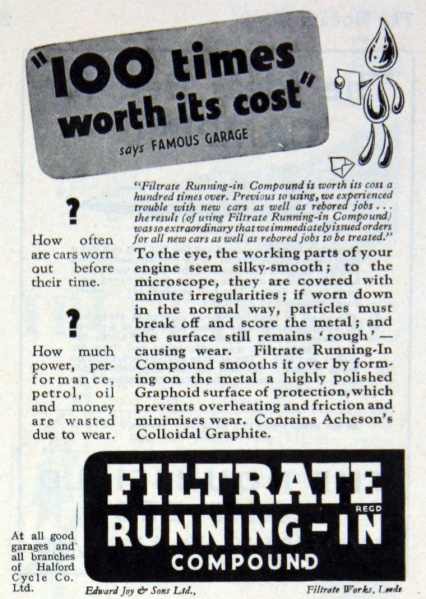 "100 times
worth its cost"
says FAMOUS GARAGE
"Filtrate Running-in Compound is worth its cost a
hundred times over. Previous to using, we experienced
trouble with new cars as well as rebored jobs . . .
the result (of using Filtrate Running-in Compound)
was so extraordinary that we immediately issued orders
for all new cars as well as rebored jobs to be treated."
?
How often
are cars worn
out before
their time.
?
How much
power, per-
formance,
petrol, oil
and money
are wasted
due to wear.
To the eye, the working parts of your
engine seem silky-smooth ; to the
microscope, they are covered with
minute irregularities ; if worn down
in the normal way, particles must
break off and score the metal ; and
the surface still remains 'rough' —
causing wear. Filtrate Running-In
Compound smooths it over by form-
ing on the metal a highly polished
Graphoid surface of protection, which
prevents overheating and friction and
minimises wear. Contains Acheson's
Colloidal Graphite.
FILTRATE
REGD
RUNNING-IN
COMPOUND
At all good
garages and
all branches
of Halford
Cycle Co.
Ltd.
Edward Joy & Sons Ltd., Filtrate Works, Leeds